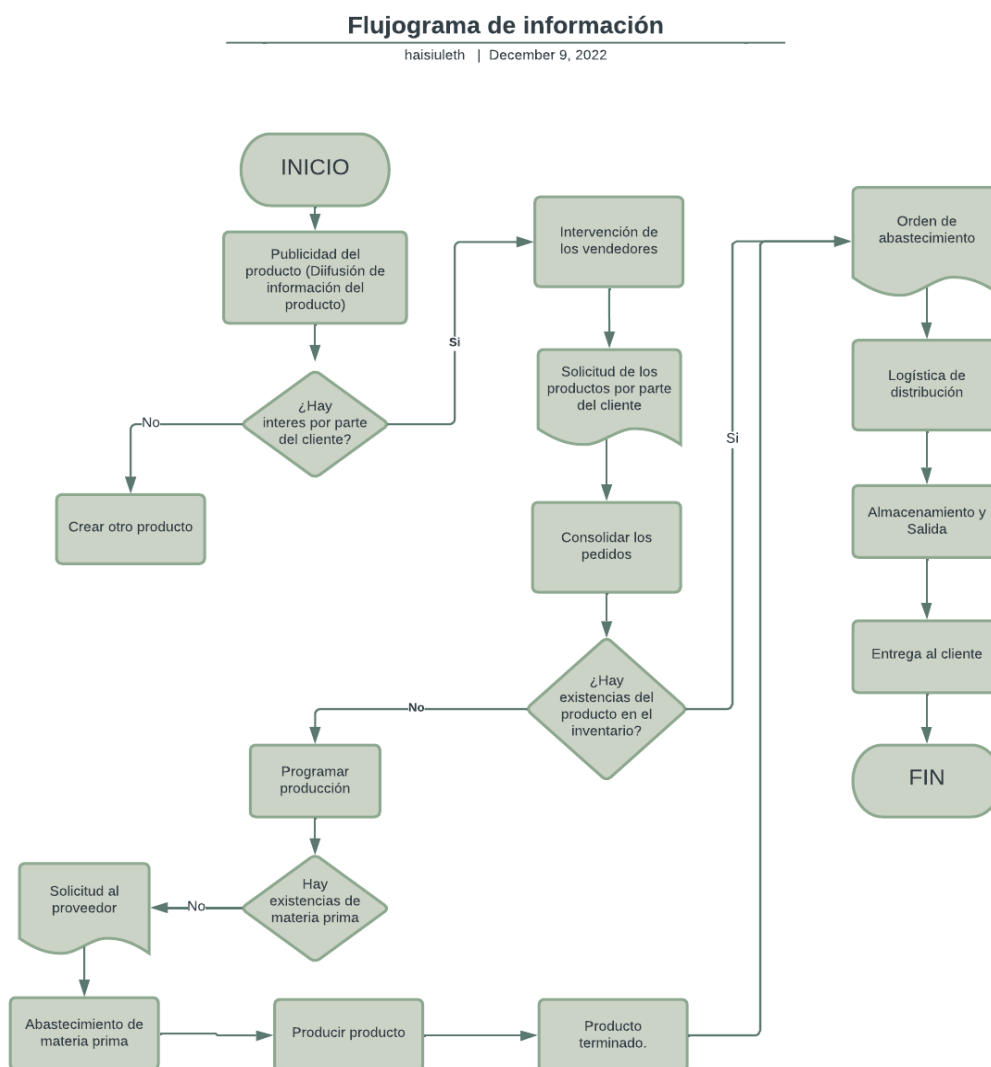 Flujograma de información
haisiuleth | December 9, 2022
INICIO
Publicidad del
producto (Diifusión de
información del
producto)
¿Hay
interes por parte
del cliente?
No
Si
Crear otro producto
Intervención de
los vendedores
Solicitud de los
productos por parte
del cliente
Consolidar los
pedidos
¿Hay
existencias del
producto en el
inventario?
No
Si
Programar
producción
Hay
existencias de
materia prima
No
Solicitud al
proveedor
Abastecimiento de
materia prima
Producir producto
Producto
terminado.
Orden de
abastecimiento
Logística de
distribución
Almacenamiento y
Salida
Entrega al cliente
FIN